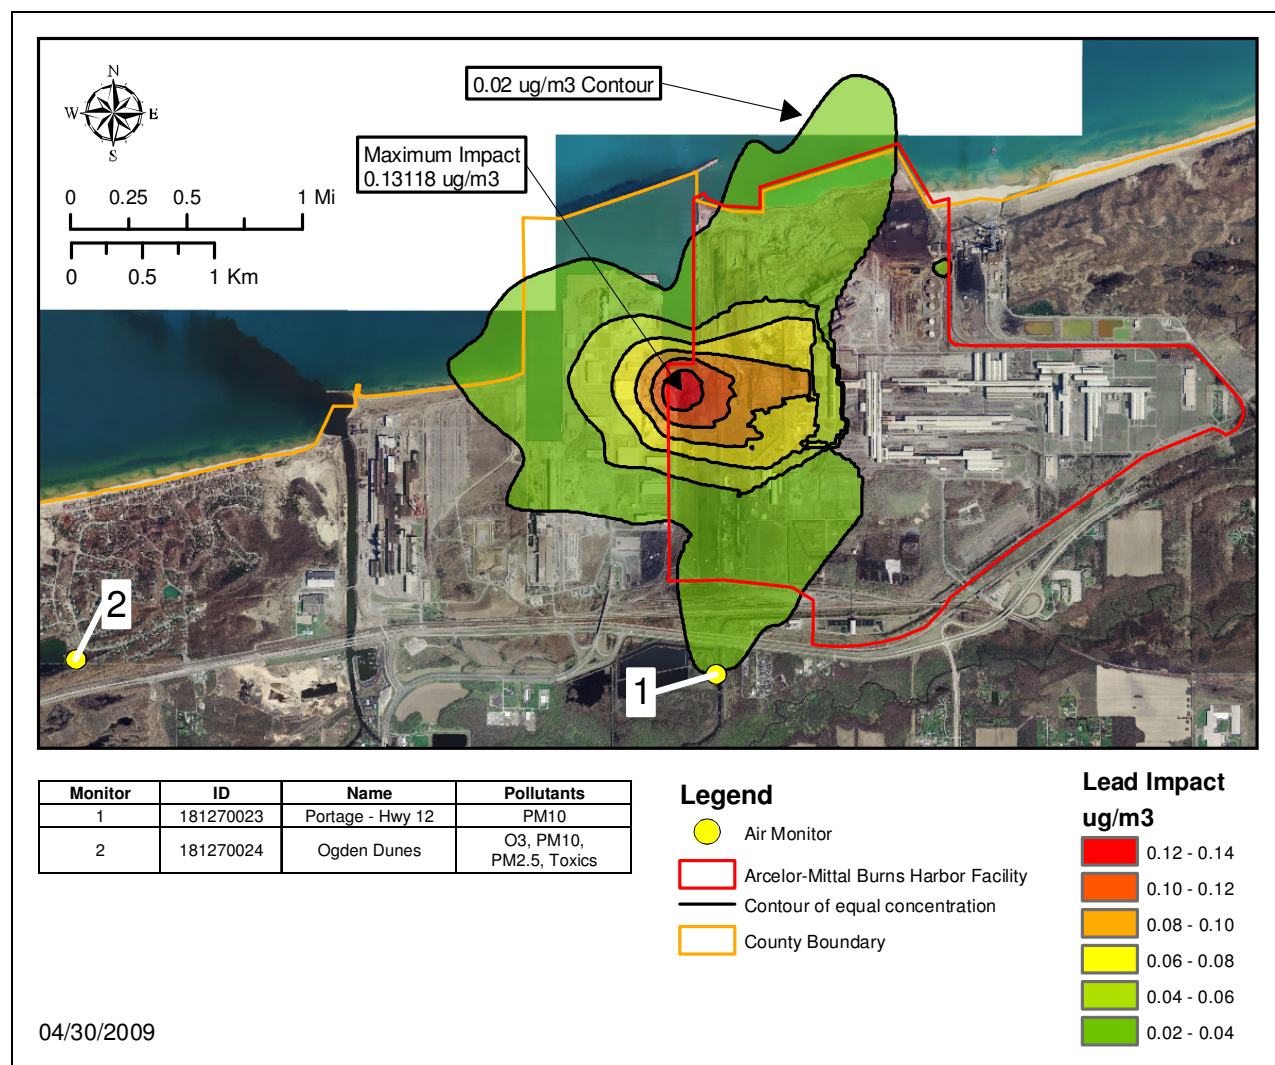 0.02 ug/m3 Contour
N
W E
S
Maximum Impact
0.13118 ug/m3
0 0.25 0.5 1 Mi
0 0.5 1 Km
2
1
Monitor ID Name Pollutants
1 181270023 Portage - Hwy 12 PM10
2 181270024 Ogden Dunes O3, PM10,
PM2.5, Toxics
Legend
Air Monitor
Arcelor-Mittal Burns Harbor Facility
Contour of equal concentration
County Boundary
Lead Impact
ug/m3
0.12 - 0.14
0.10 - 0.12
0.08 - 0.10
0.06 - 0.08
0.04 - 0.06
0.02 - 0.04
04/30/2009